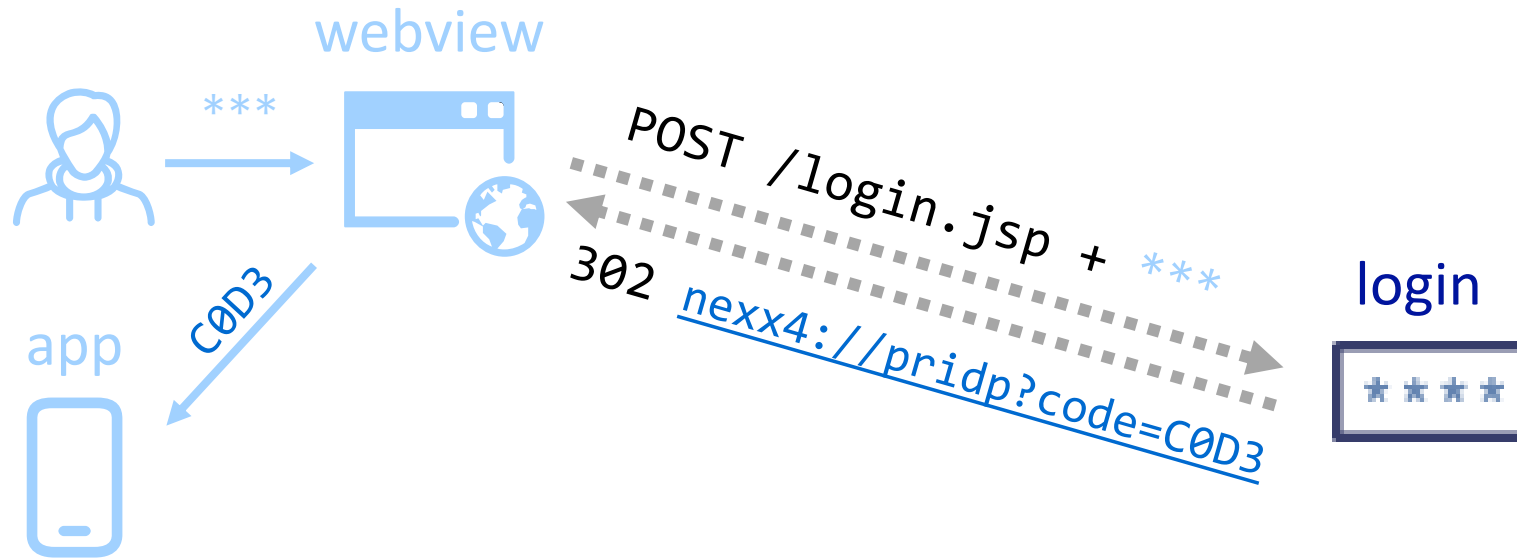 webview
***
POST /login.jsp + ***
302 nexx4://pridp?code=C0D3
login
****
C0D3
app